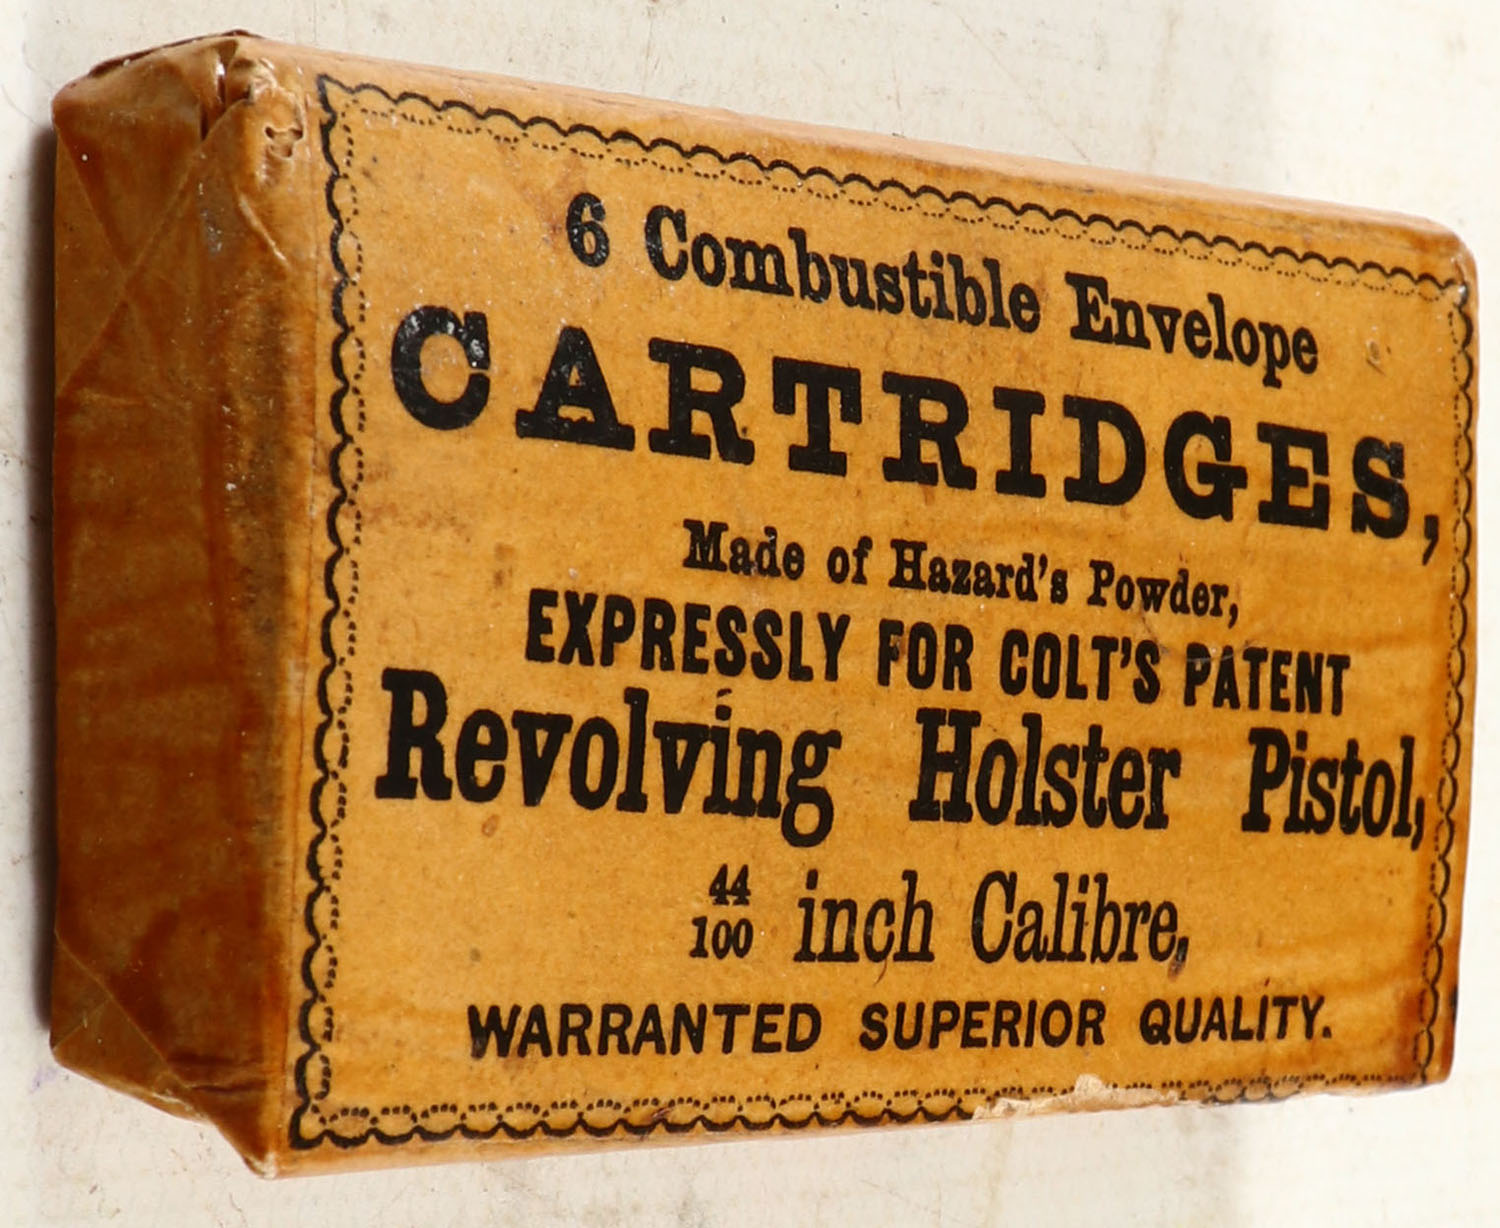 6 Combustible Envelope
CARTRIDGES,
Made of Hazard's Powder,
EXPRESSLY FOR COLT'S PATENT
Revolving Holster Pistol,
44/100 inch Calibre,
WARRANTED SUPERIOR QUALITY.